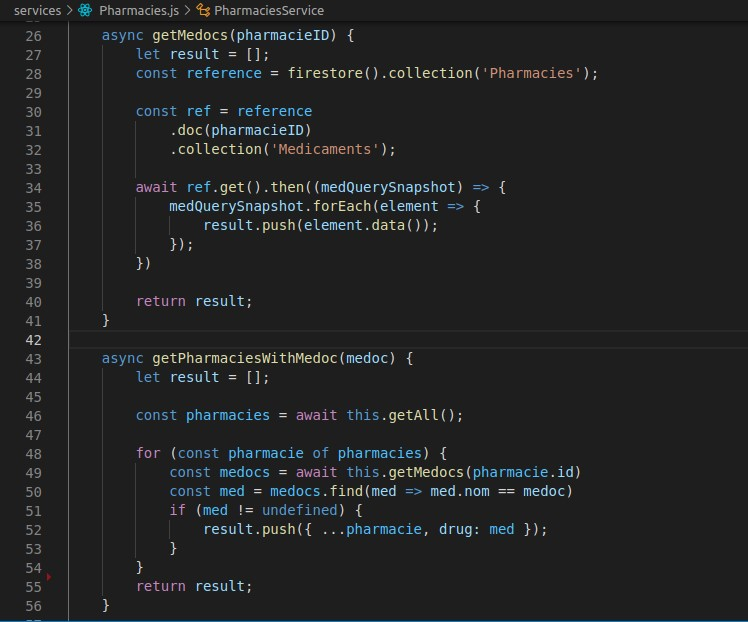 services > Pharmacies.js > PharmaciesService
26 async getMedocs(pharmacieID) {
27 let result = [];
28 const reference = firestore().collection('Pharmacies');
29
30 const ref = reference
31 .doc(pharmacieID)
32 .collection('Medicaments');
33
34 await ref.get().then((medQuerySnapshot) => {
35 medQuerySnapshot.forEach(element => {
36 result.push(element.data());
37 });
38 })
39
40 return result;
41 }
42
43 async getPharmaciesWithMedoc(medoc) {
44 let result = [];
45
46 const pharmacies = await this.getAll();
47
48 for (const pharmacie of pharmacies) {
49 const medocs = await this.getMedocs(pharmacie.id)
50 const med = medocs.find(med => med.nom == medoc)
51 if (med != undefined) {
52 result.push({ ...pharmacie, drug: med });
53 }
54 }
55 return result;
56 }